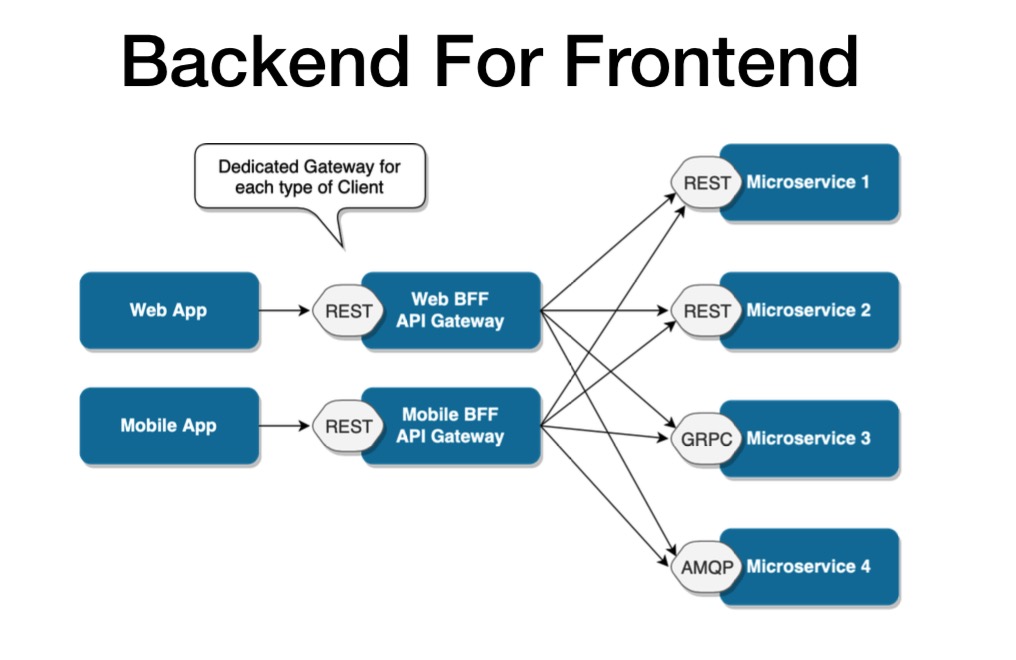 Backend For Frontend
Dedicated Gateway for
each type of Client
REST
Microservice 1
Web App
REST
Web BFF
API Gateway
REST
Microservice 2
Mobile App
REST
Mobile BFF
API Gateway
GRPC
Microservice 3
AMQP
Microservice 4